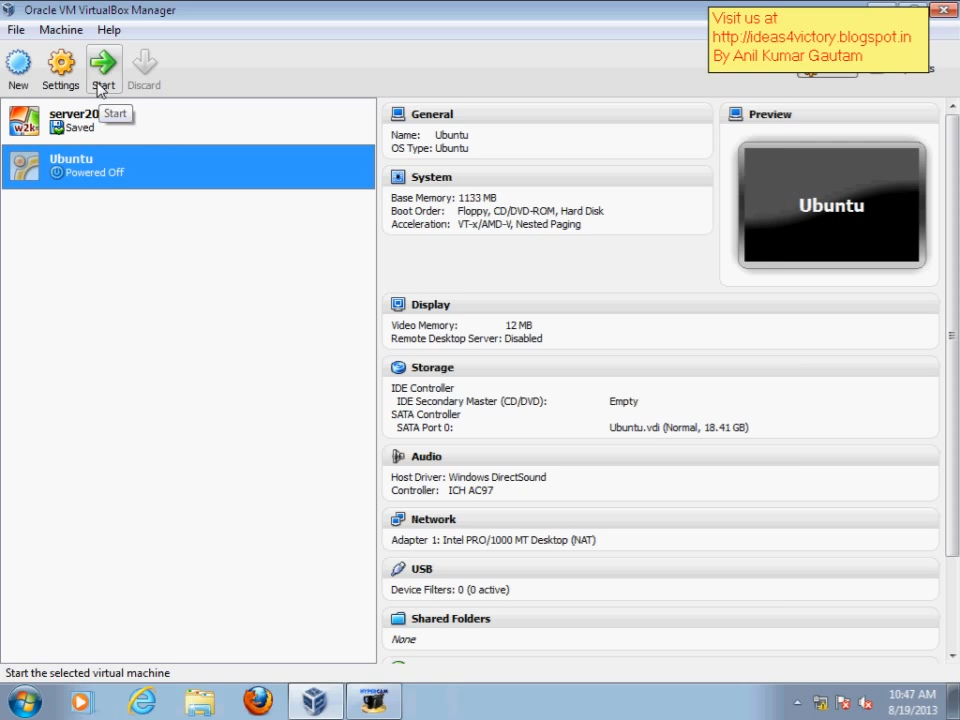 Oracle VM VirtualBox Manager
Visit us at
http://ideas4victory.blogspot.in
By Anil Kumar Gautam
File Machine Help
New Settings Start Discard
Start
server20
Saved
w2k
Ubuntu
Powered Off
General
Name: Ubuntu
OS Type: Ubuntu
System
Base Memory: 1133 MB
Boot Order: Floppy, CD/DVD-ROM, Hard Disk
Acceleration: VT-x/AMD-V, Nested Paging
Preview
Ubuntu
Display
Video Memory: 12 MB
Remote Desktop Server: Disabled
Storage
IDE Controller
IDE Secondary Master (CD/DVD): Empty
SATA Controller
SATA Port 0: Ubuntu.vdi (Normal, 18.41 GB)
Audio
Host Driver: Windows DirectSound
Controller: ICH AC97
Network
Adapter 1: Intel PRO/1000 MT Desktop (NAT)
USB
Device Filters: 0 (0 active)
Shared Folders
None
Start the selected virtual machine
HYPERCAM
10:47 AM
8/19/2013